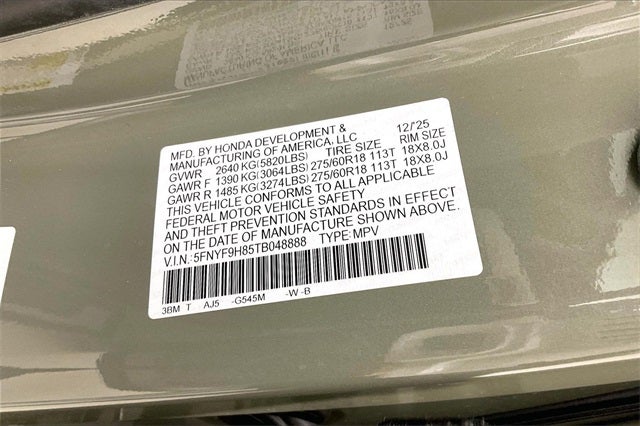 MFD. BY HONDA DEVELOPMENT &
MANUFACTURING OF AMERICA, LLC 12/'25
GVWR 2640 KG(5820LBS) TIRE SIZE RIM SIZE
GAWR F 1390 KG(3064LBS) 275/60R18 113T 18X8.0J
GAWR R 1485 KG(3274LBS) 275/60R18 113T 18X8.0J
THIS VEHICLE CONFORMS TO ALL APPLICABLE
FEDERAL MOTOR VEHICLE SAFETY
AND THEFT PREVENTION STANDARDS IN EFFECT
ON THE DATE OF MANUFACTURE SHOWN ABOVE.
V.I.N.: 5FNYF9H85TB048888 TYPE: MPV
3BM T AJ5 -G545M -W -B